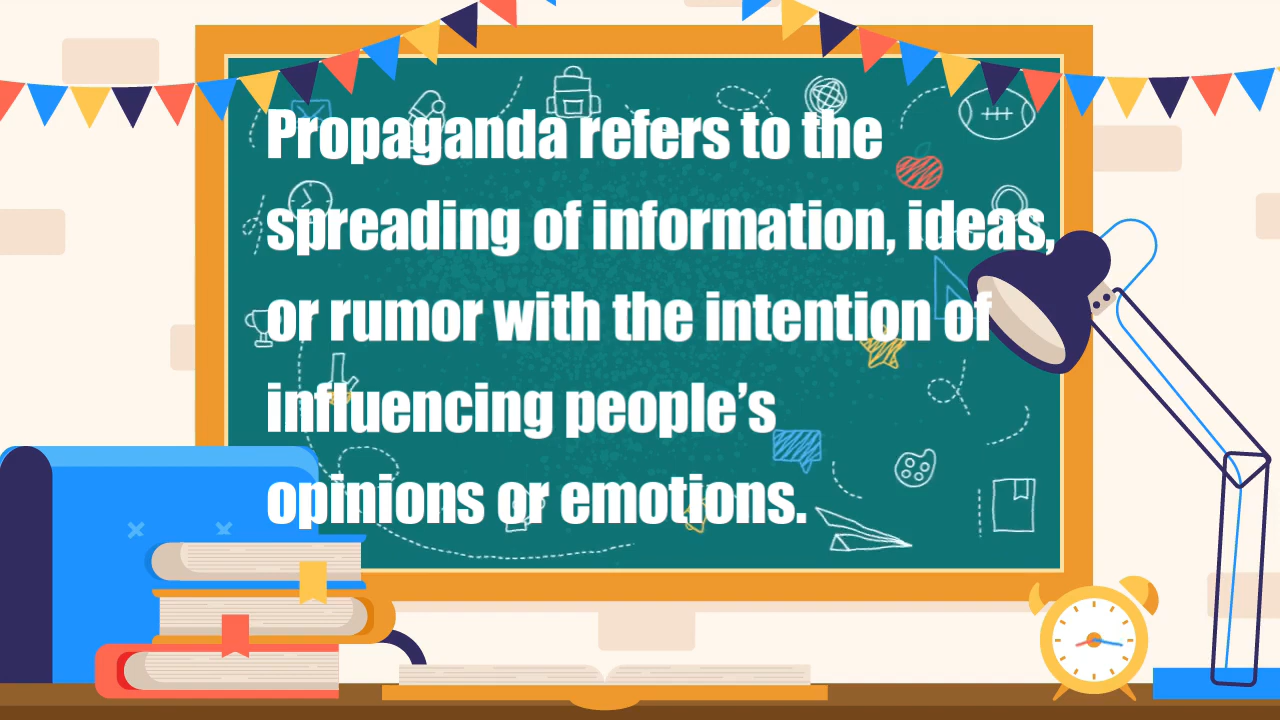 Propaganda refers to the
spreading of information, ideas,
or rumor with the intention of
influencing people’s
opinions or emotions.